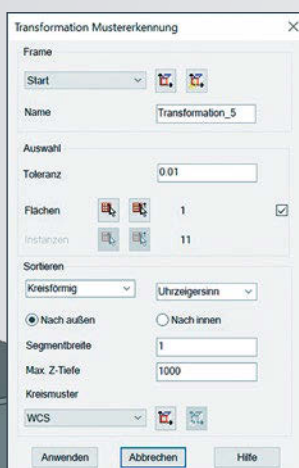 Transformation Mustererkennung
Frame
Start
Name Transformation_5
Auswahl
Toleranz 0.01
Flächen 1
Instanzen 11
Sortieren
Kreisförmig Uhrzeigersinn
Nach außen Nach innen
Segmentbreite 1
Max. Z-Tiefe 1000
Kreismuster
WCS
Anwenden Abbrechen Hilfe